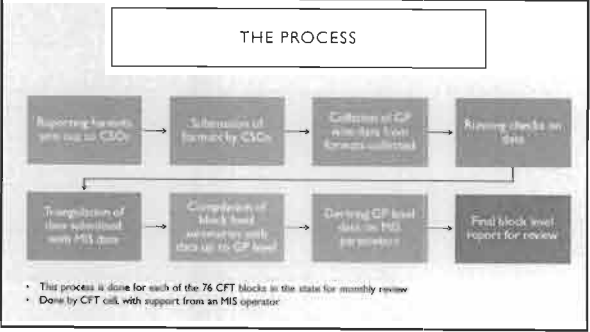 THE PROCESS
Reporting formats
sent out to CSOs
Submission of
formats by CSOs
Collation of GP
wise data from
formats submitted
Running checks on
data
Triangulation of
data submitted
with MIS data
Compilation of
block level
summaries with
data up to GP level
Deriving GP level
data on MIS
parameters
Final block level
report for review
• This process is done for each of the 76 CFT blocks in the state for monthly review
• Done by CFT cell, with support from an MIS operator